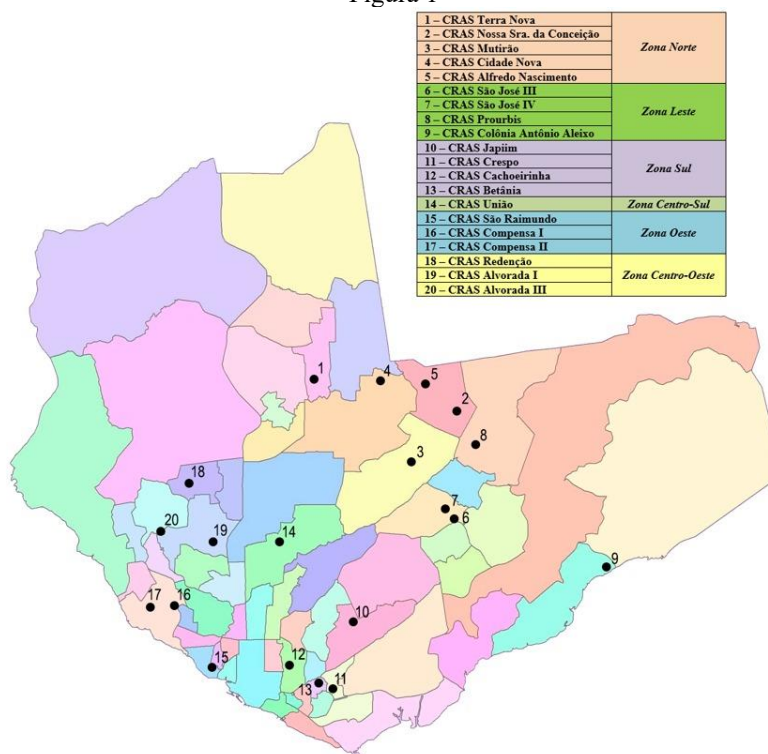 Figura 1
1 – CRAS Terra Nova
2 – CRAS Nossa Sra. da Conceição
3 – CRAS Mutirão
4 – CRAS Cidade Nova
5 – CRAS Alfredo Nascimento
Zona Norte
6 – CRAS São José III
7 – CRAS São José IV
8 – CRAS Prourbis
9 – CRAS Colônia Antônio Aleixo
Zona Leste
10 – CRAS Japiim
11 – CRAS Crespo
12 – CRAS Cachoeirinha
13 – CRAS Betânia
Zona Sul
14 – CRAS União
Zona Centro-Sul
15 – CRAS São Raimundo
16 – CRAS Compensa I
17 – CRAS Compensa II
Zona Oeste
18 – CRAS Redenção
19 – CRAS Alvorada I
20 – CRAS Alvorada III
Zona Centro-Oeste
1
4
5
2
8
3
18
7
6
20
19
14
9
17
16
10
15
12
13
11